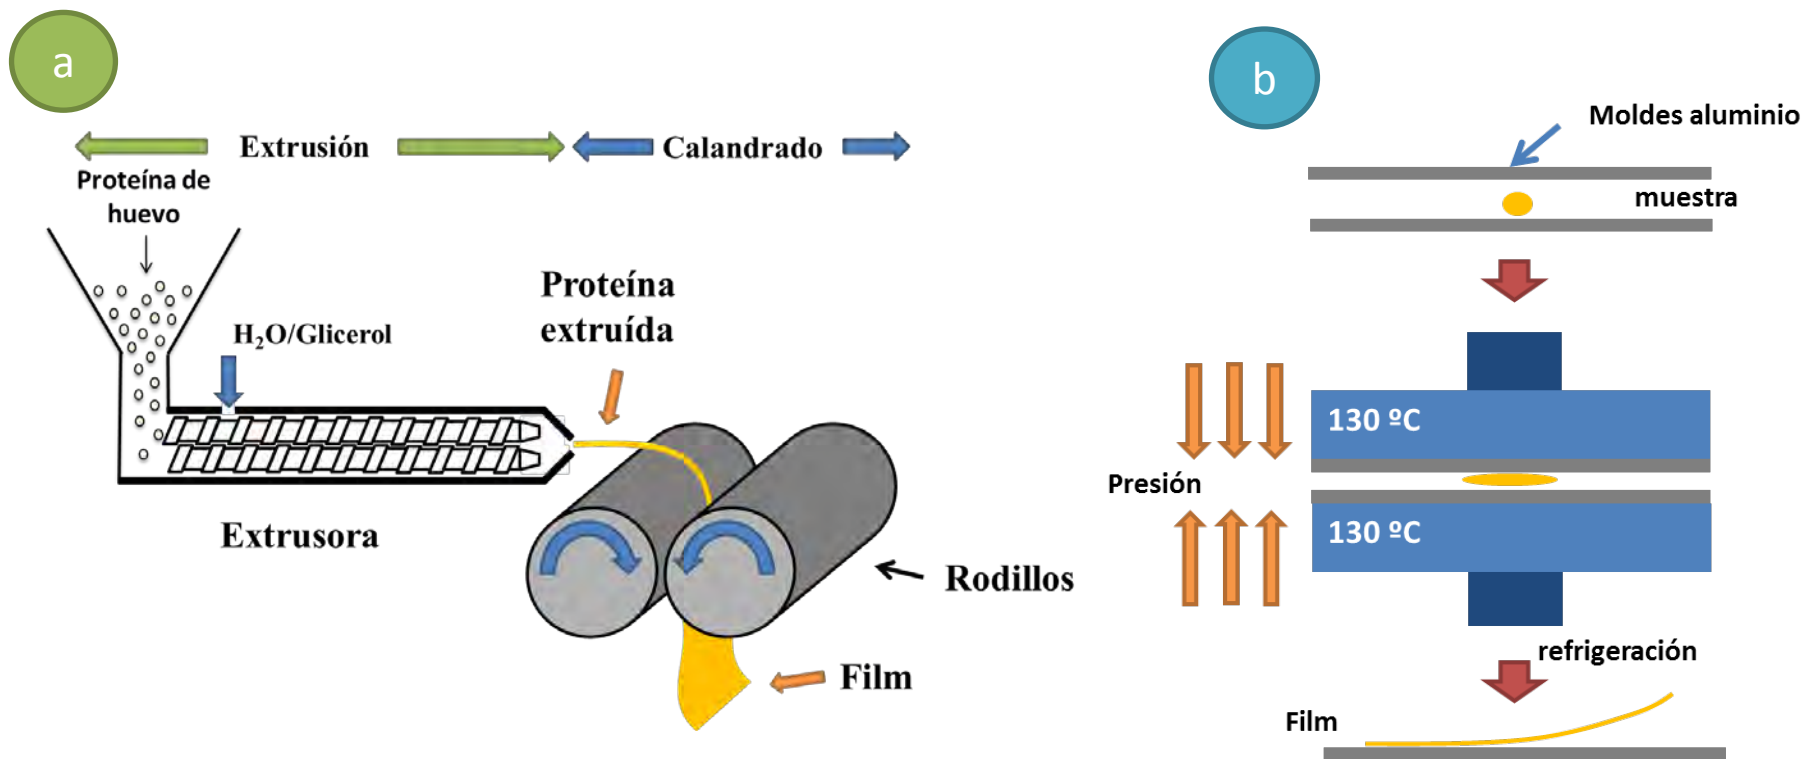 a
Extrusión
Calandrado
Proteína de
huevo
H₂O/Glicerol
Proteína
extruída
Extrusora
Rodillos
Film
b
Moldes aluminio
muestra
130 ºC
Presión
130 ºC
refrigeración
Film